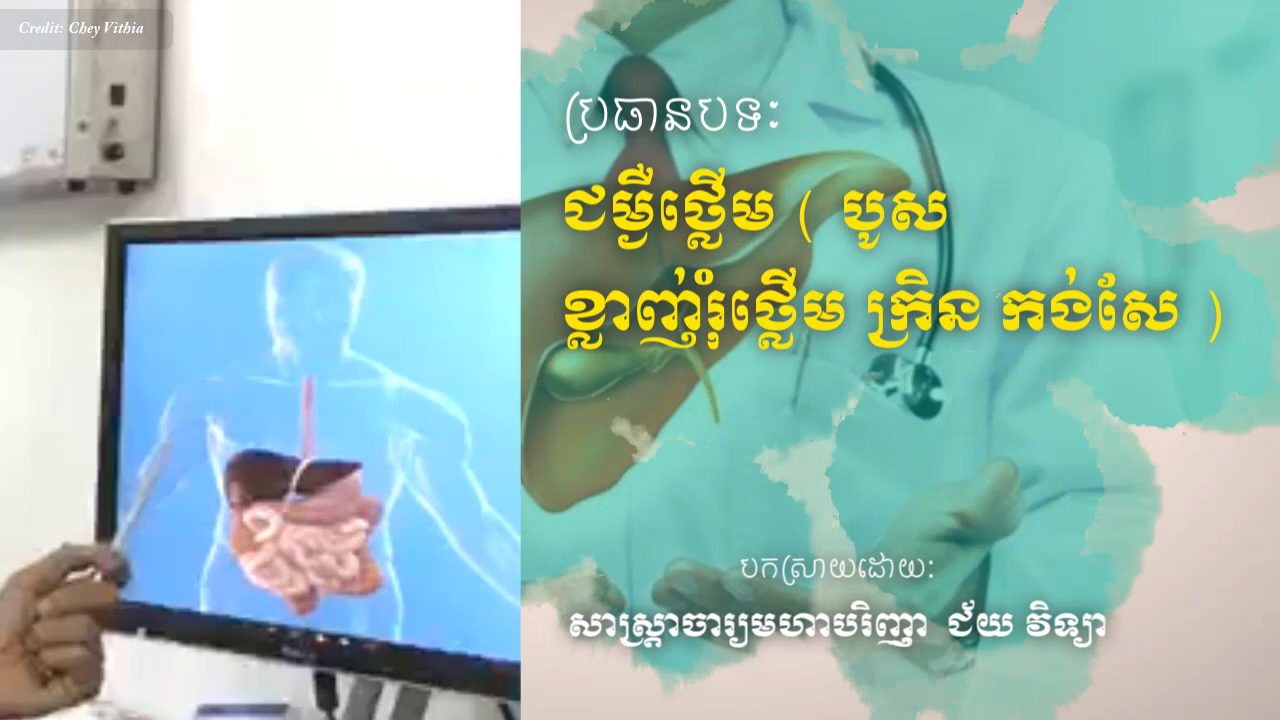 Credit: Chey Vithia
ប្រធានបទៈ
ជម្ងឺថ្លើម ( បូស
ខ្លាញ់រុំថ្លើម ក្រិន កង់សែ )
បកស្រាយដោយៈ
សាស្ត្រាចារ្យមហាបរិញ្ញា ជ័យ វិទ្យា